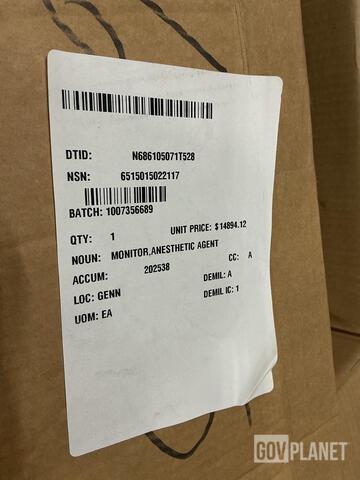 DTID: N686105071T528
NSN: 6515015022117
BATCH: 1007356689
QTY: 1 UNIT PRICE: $14894.12
NOUN: MONITOR,ANESTHETIC AGENT
CC: A
ACCUM: 202538
DEMIL: A
LOC: GENN
DEMIL IC: 1
UOM: EA
GOVPLANET